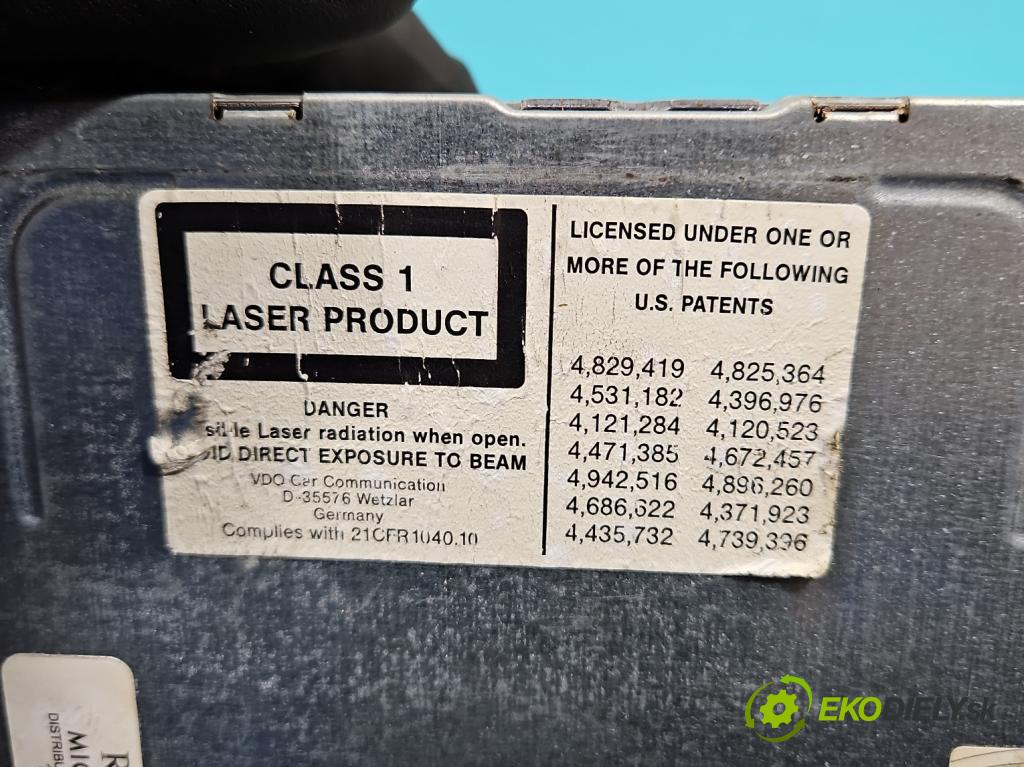 CLASS 1
LASER PRODUCT
DANGER
Laser radiation when open.
DIRECT EXPOSURE TO BEAM
VDO Car Communication
D-35576 Wetzlar
Germany
Complies with 21CFR1040.10
LICENSED UNDER ONE OR
MORE OF THE FOLLOWING
U.S. PATENTS
4,829,419 4,825,364
4,531,182 4,396,976
4,121,284 4,120,523
4,471,385 4,672,457
4,942,516 4,896,260
4,686,622 4,371,923
4,435,732 4,739,396
EKODIELY.sk